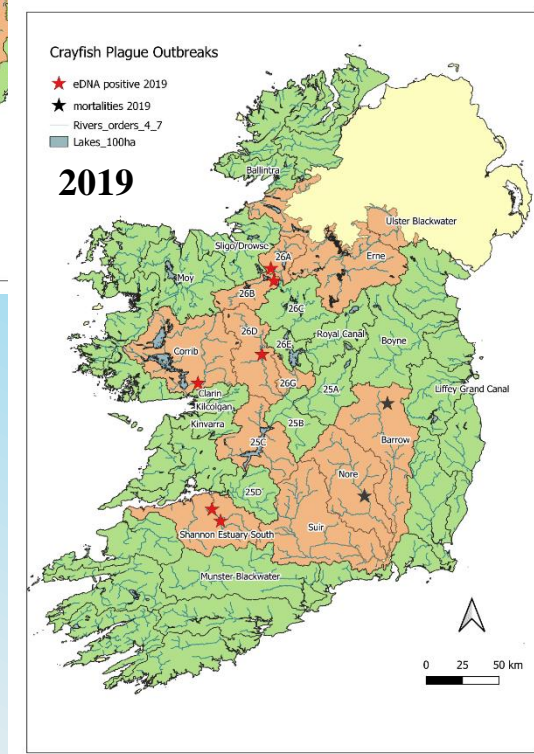 Crayfish Plague Outbreaks
eDNA positive 2019
mortalities 2019
Rivers_orders_4_7
Lakes_100ha
2019
Ballintra
Ulster Blackwater
Sligo/Drowse
26A
Erne
Moy
26B
26C
26D
Royal Canal
Boyne
26E
Corrib
26G
25A
Liffey Grand Canal
Clarin
Kilcolgan
Kinvarra
25B
Barrow
25C
Nore
25D
Suir
Shannon Estuary South
Munster Blackwater
0 25 50 km